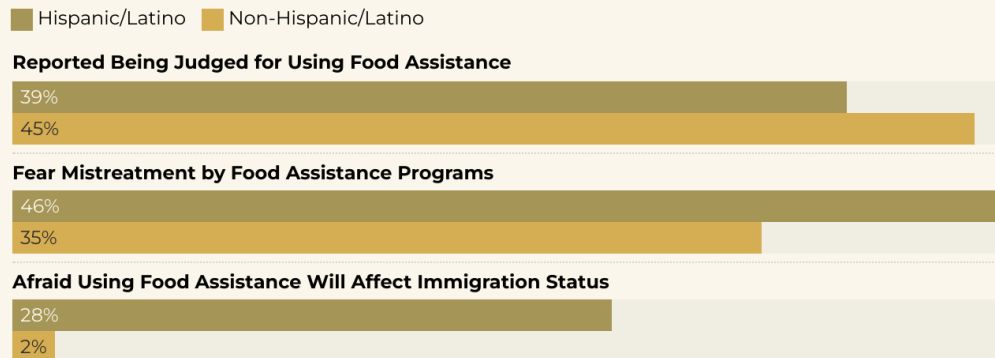 Hispanic/Latino Non-Hispanic/Latino
Reported Being Judged for Using Food Assistance
39%
45%
Fear Mistreatment by Food Assistance Programs
46%
35%
Afraid Using Food Assistance Will Affect Immigration Status
28%
2%